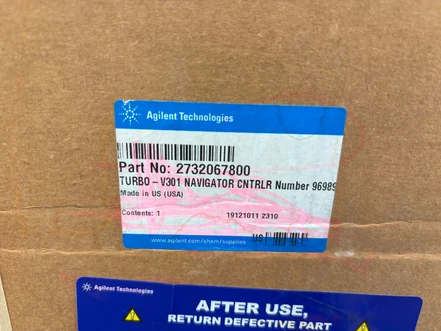 Agilent Technologies
Part No: 2732067800
TURBO - V301 NAVIGATOR CNTRLR Number 96989
Made in US (USA)
Contents: 1 19121011 2310
www.agilent.com/chem/supplies US
Agilent Technologies
AFTER USE,
RETURN DEFECTIVE PART